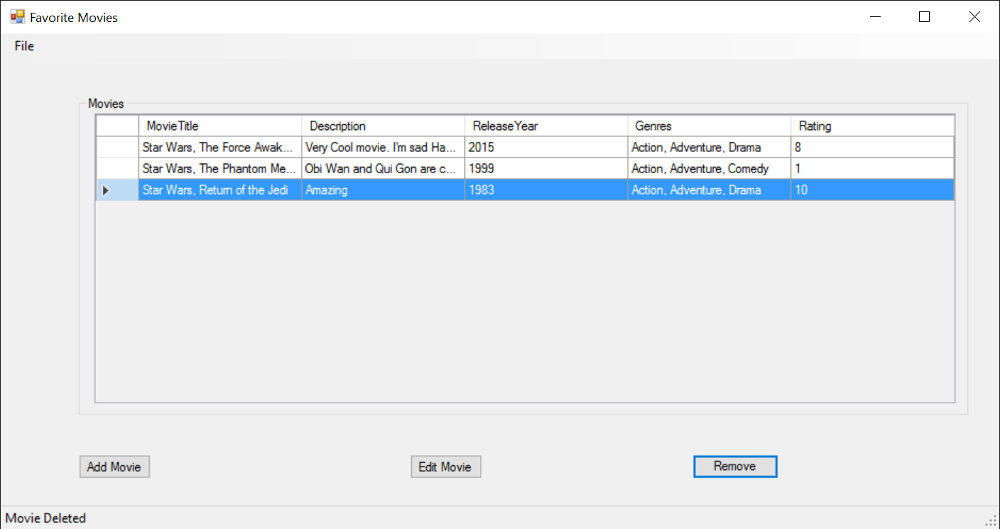 Favorite Movies
File
Movies
MovieTitle Description ReleaseYear Genres Rating
Star Wars, The Force Awak... Very Cool movie. I'm sad Ha... 2015 Action, Adventure, Drama 8
Star Wars, The Phantom Me... Obi Wan and Qui Gon are c... 1999 Action, Adventure, Comedy 1
Star Wars, Return of the Jedi Amazing 1983 Action, Adventure, Drama 10
Add Movie Edit Movie Remove
Movie Deleted